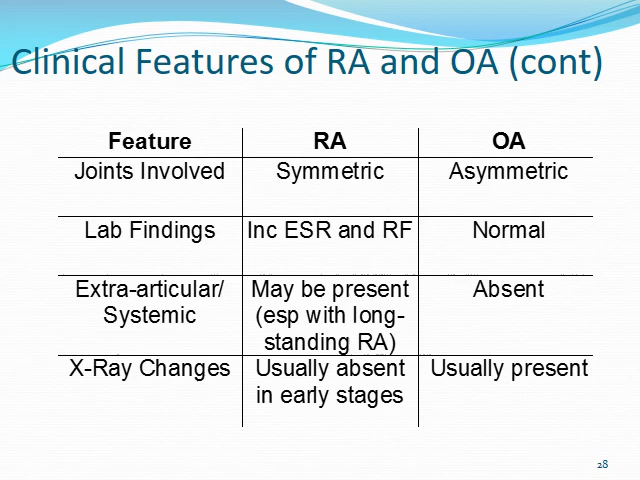 Clinical Features of RA and OA (cont)
Feature RA OA
Joints Involved Symmetric Asymmetric
Lab Findings Inc ESR and RF Normal
Extra-articular/ May be present Absent
Systemic (esp with long-
standing RA)
X-Ray Changes Usually absent Usually present
in early stages
28